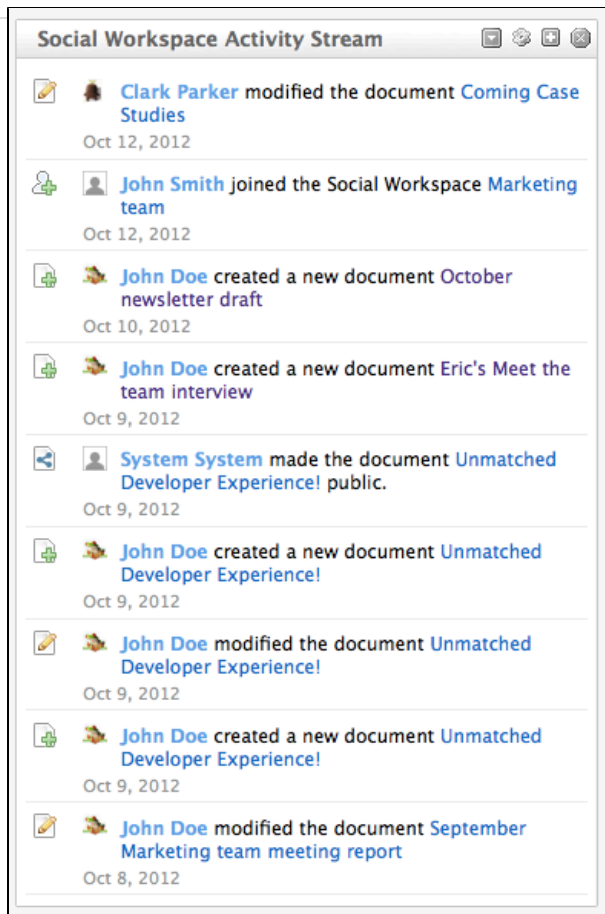 Social Workspace Activity Stream
Clark Parker modified the document Coming Case
Studies
Oct 12, 2012
John Smith joined the Social Workspace Marketing
team
Oct 12, 2012
John Doe created a new document October
newsletter draft
Oct 10, 2012
John Doe created a new document Eric's Meet the
team interview
Oct 9, 2012
System System made the document Unmatched
Developer Experience! public.
Oct 9, 2012
John Doe created a new document Unmatched
Developer Experience!
Oct 9, 2012
John Doe modified the document Unmatched
Developer Experience!
Oct 9, 2012
John Doe created a new document Unmatched
Developer Experience!
Oct 9, 2012
John Doe modified the document September
Marketing team meeting report
Oct 8, 2012